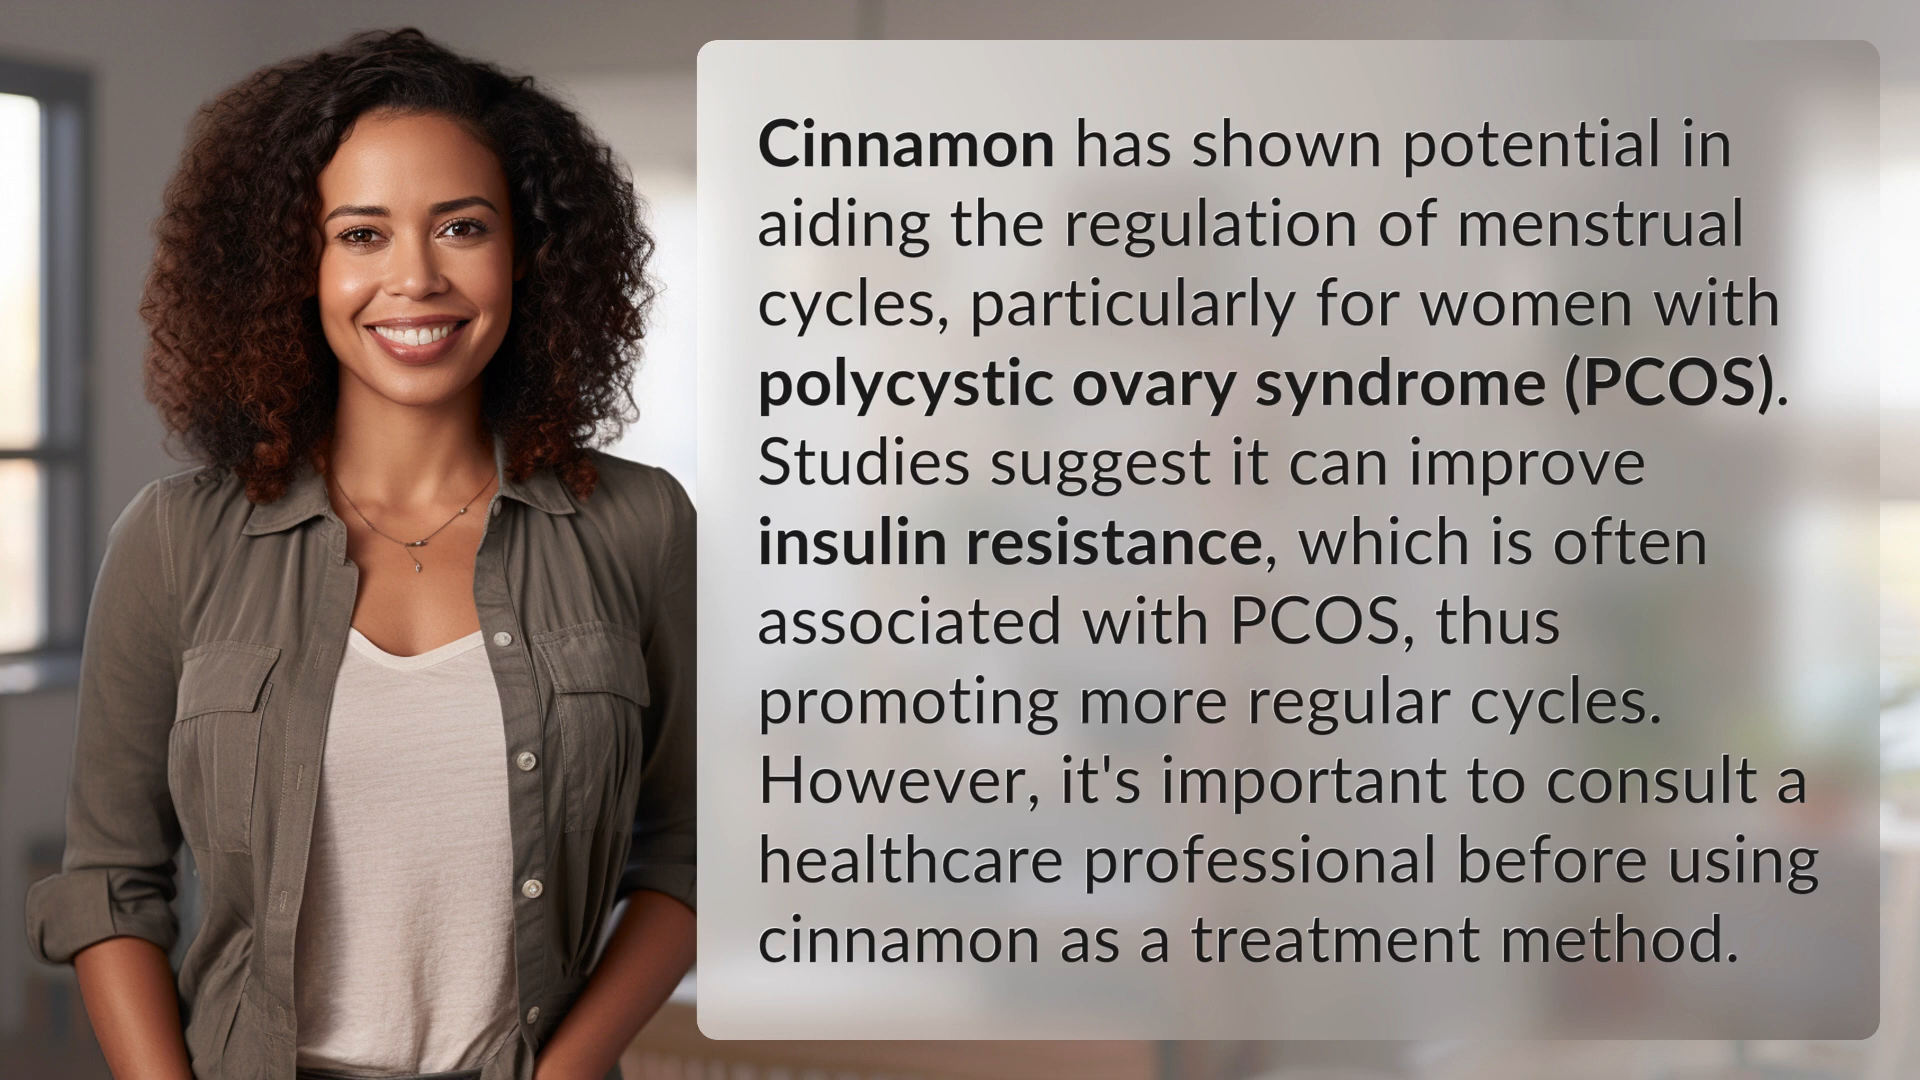 Cinnamon has shown potential in
aiding the regulation of menstrual
cycles, particularly for women with
polycystic ovary syndrome (PCOS).
Studies suggest it can improve
insulin resistance, which is often
associated with PCOS, thus
promoting more regular cycles.
However, it's important to consult a
healthcare professional before using
cinnamon as a treatment method.